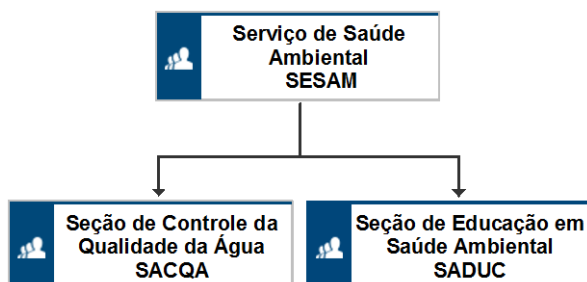 Serviço de Saúde
Ambiental
SESAM
Seção de Controle da
Qualidade da Água
SACQA
Seção de Educação em
Saúde Ambiental
SADUC